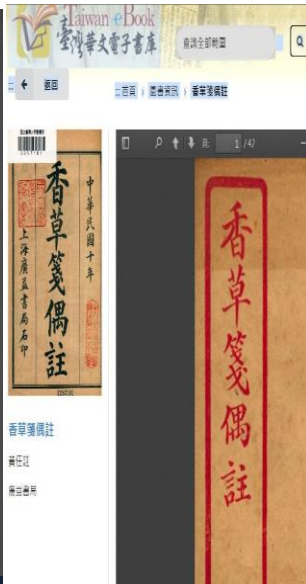 Taiwan eBook
臺灣華文電子書庫
查詢全部範圍
返回
:::首頁 › 圖書資訊 › 香草箋偶註
頁:
1 / 47
中華民國十年
香草箋偶註
上海廣益書局石印
香草箋偶註
香草箋偶註
黃任註
廣益書局